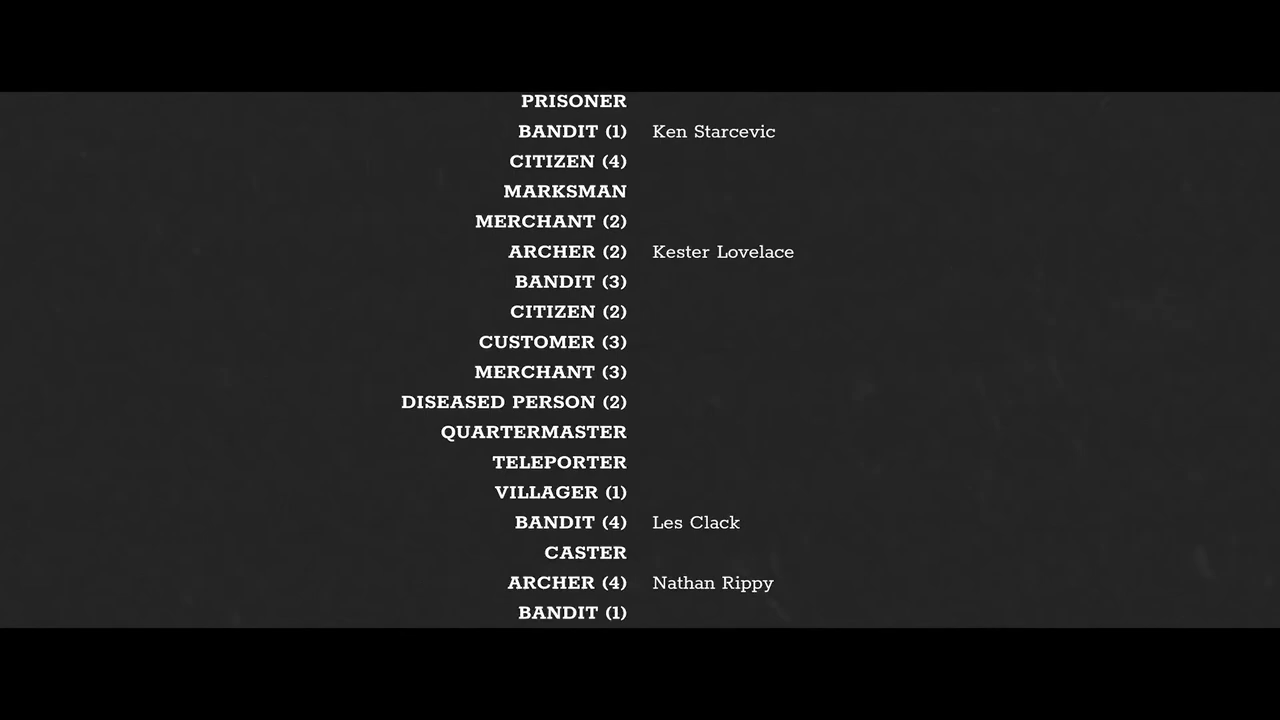 PRISONER
BANDIT (1) Ken Starcevic
CITIZEN (4)
MARKSMAN
MERCHANT (2)
ARCHER (2) Kester Lovelace
BANDIT (3)
CITIZEN (2)
CUSTOMER (3)
MERCHANT (3)
DISEASED PERSON (2)
QUARTERMASTER
TELEPORTER
VILLAGER (1)
BANDIT (4) Les Clack
CASTER
ARCHER (4) Nathan Rippy
BANDIT (1)